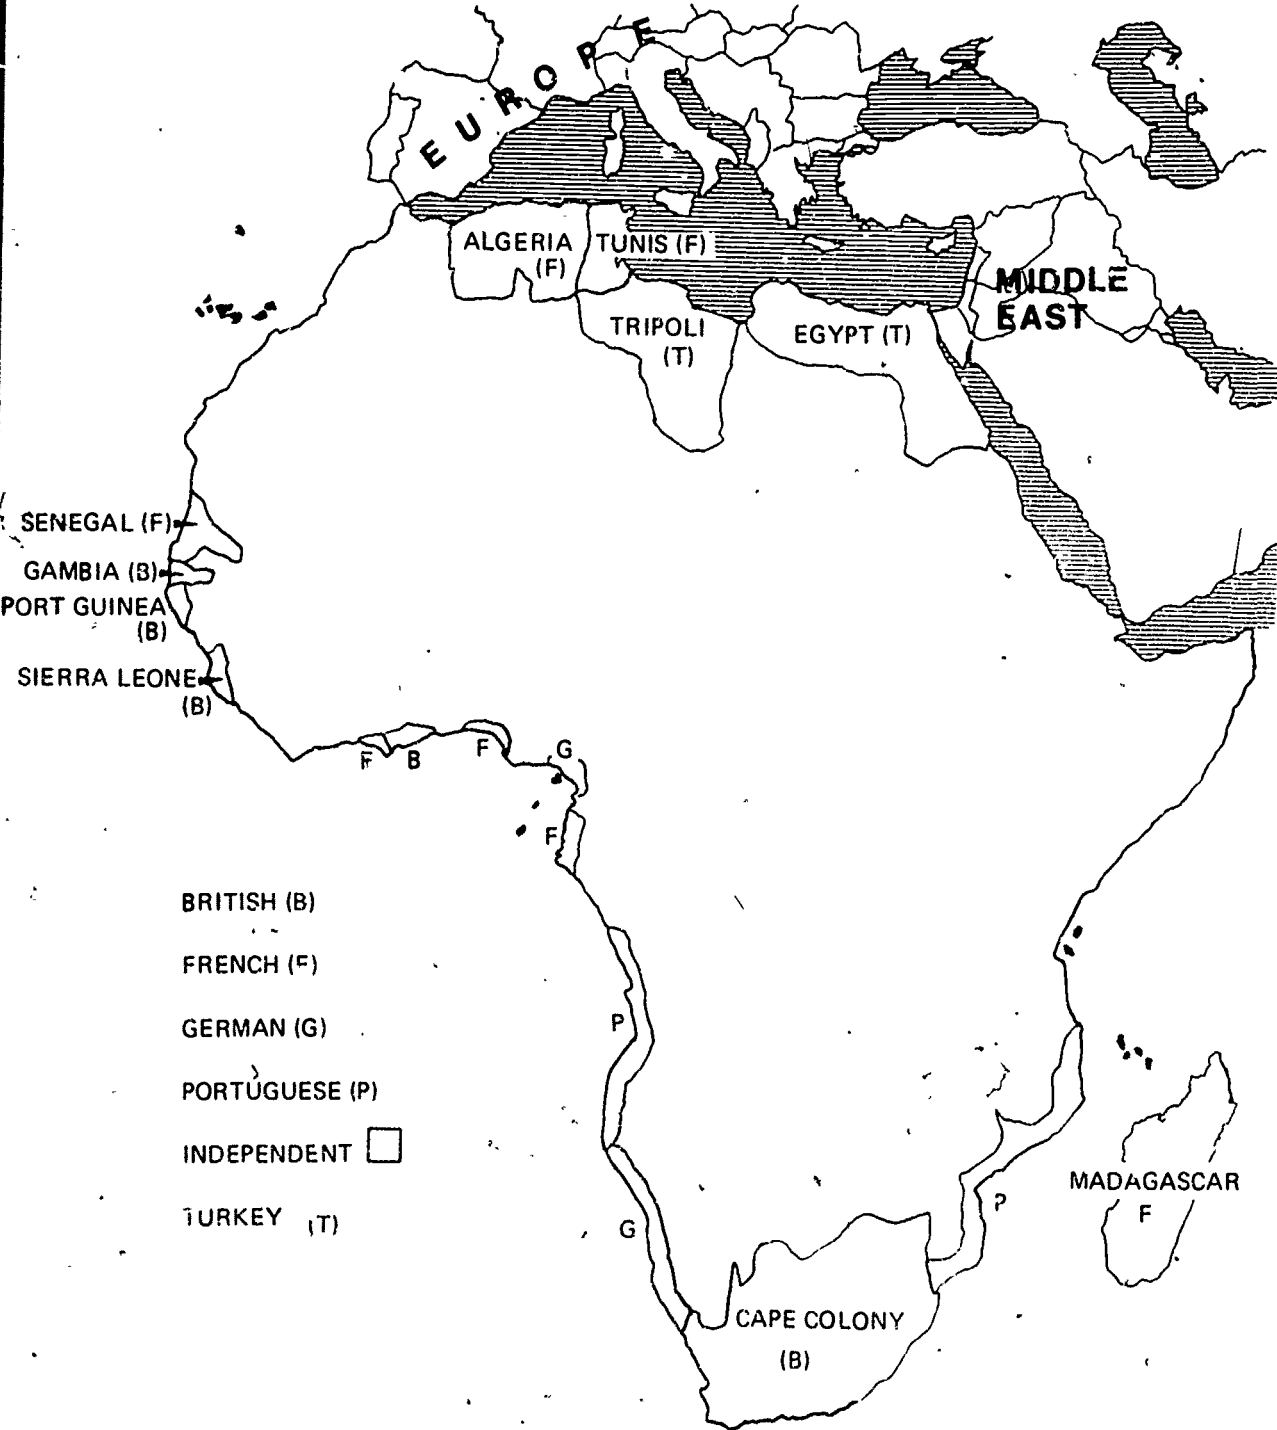 EUROPE
ALGERIA
(F)
TUNIS (F)
MIDDLE
EAST
TRIPOLI
(T)
EGYPT (T)
SENEGAL (F)
GAMBIA (B)
PORT GUINEA
(B)
SIERRA LEONE
(B)
F
B
F
G
F
BRITISH (B)
FRENCH (F)
GERMAN (G)
PORTUGUESE (P)
INDEPENDENT
TURKEY (T)
P
G
P
MADAGASCAR
F
CAPE COLONY
(B)